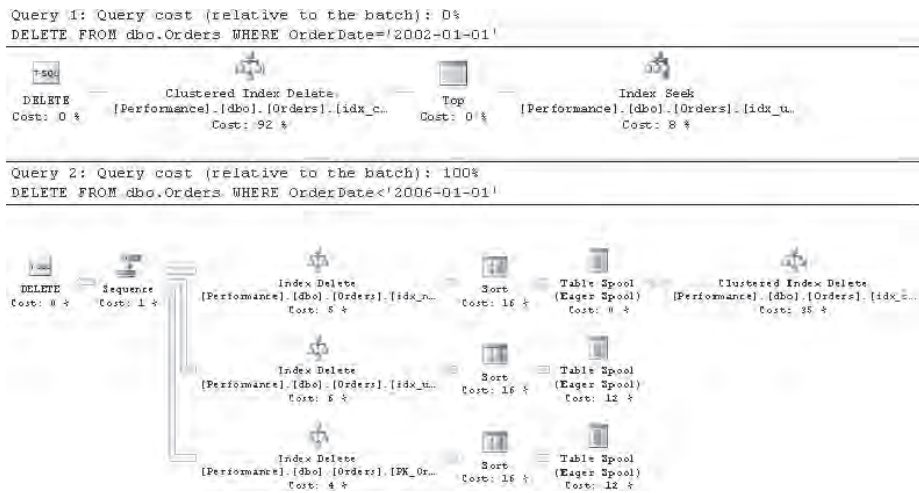 Query 1: Query cost (relative to the batch): 0%
DELETE FROM dbo.Orders WHERE OrderDate='2002-01-01'
T-SQL
DELETE
Cost: 0 %
Clustered Index Delete
[Performance].[dbo].[Orders].[idx_c…
Cost: 92 %
Top
Cost: 0 %
Index Seek
[Performance].[dbo].[Orders].[idx_u…
Cost: 8 %
Query 2: Query cost (relative to the batch): 100%
DELETE FROM dbo.Orders WHERE OrderDate<'2006-01-01'
DELETE
Cost: 0 %
Sequence
Cost: 1 %
Index Delete
[Performance].[dbo].[Orders].[idx_n…
Cost: 5 %
Sort
Cost: 16 %
Table Spool
(Eager Spool)
Cost: 0 %
Clustered Index Delete
[Performance].[dbo].[Orders].[idx_c…
Cost: 35 %
Index Delete
[Performance].[dbo].[Orders].[idx_u…
Cost: 6 %
Sort
Cost: 16 %
Table Spool
(Eager Spool)
Cost: 12 %
Index Delete
[Performance].[dbo].[Orders].[PK_Or…
Cost: 4 %
Sort
Cost: 16 %
Table Spool
(Eager Spool)
Cost: 12 %